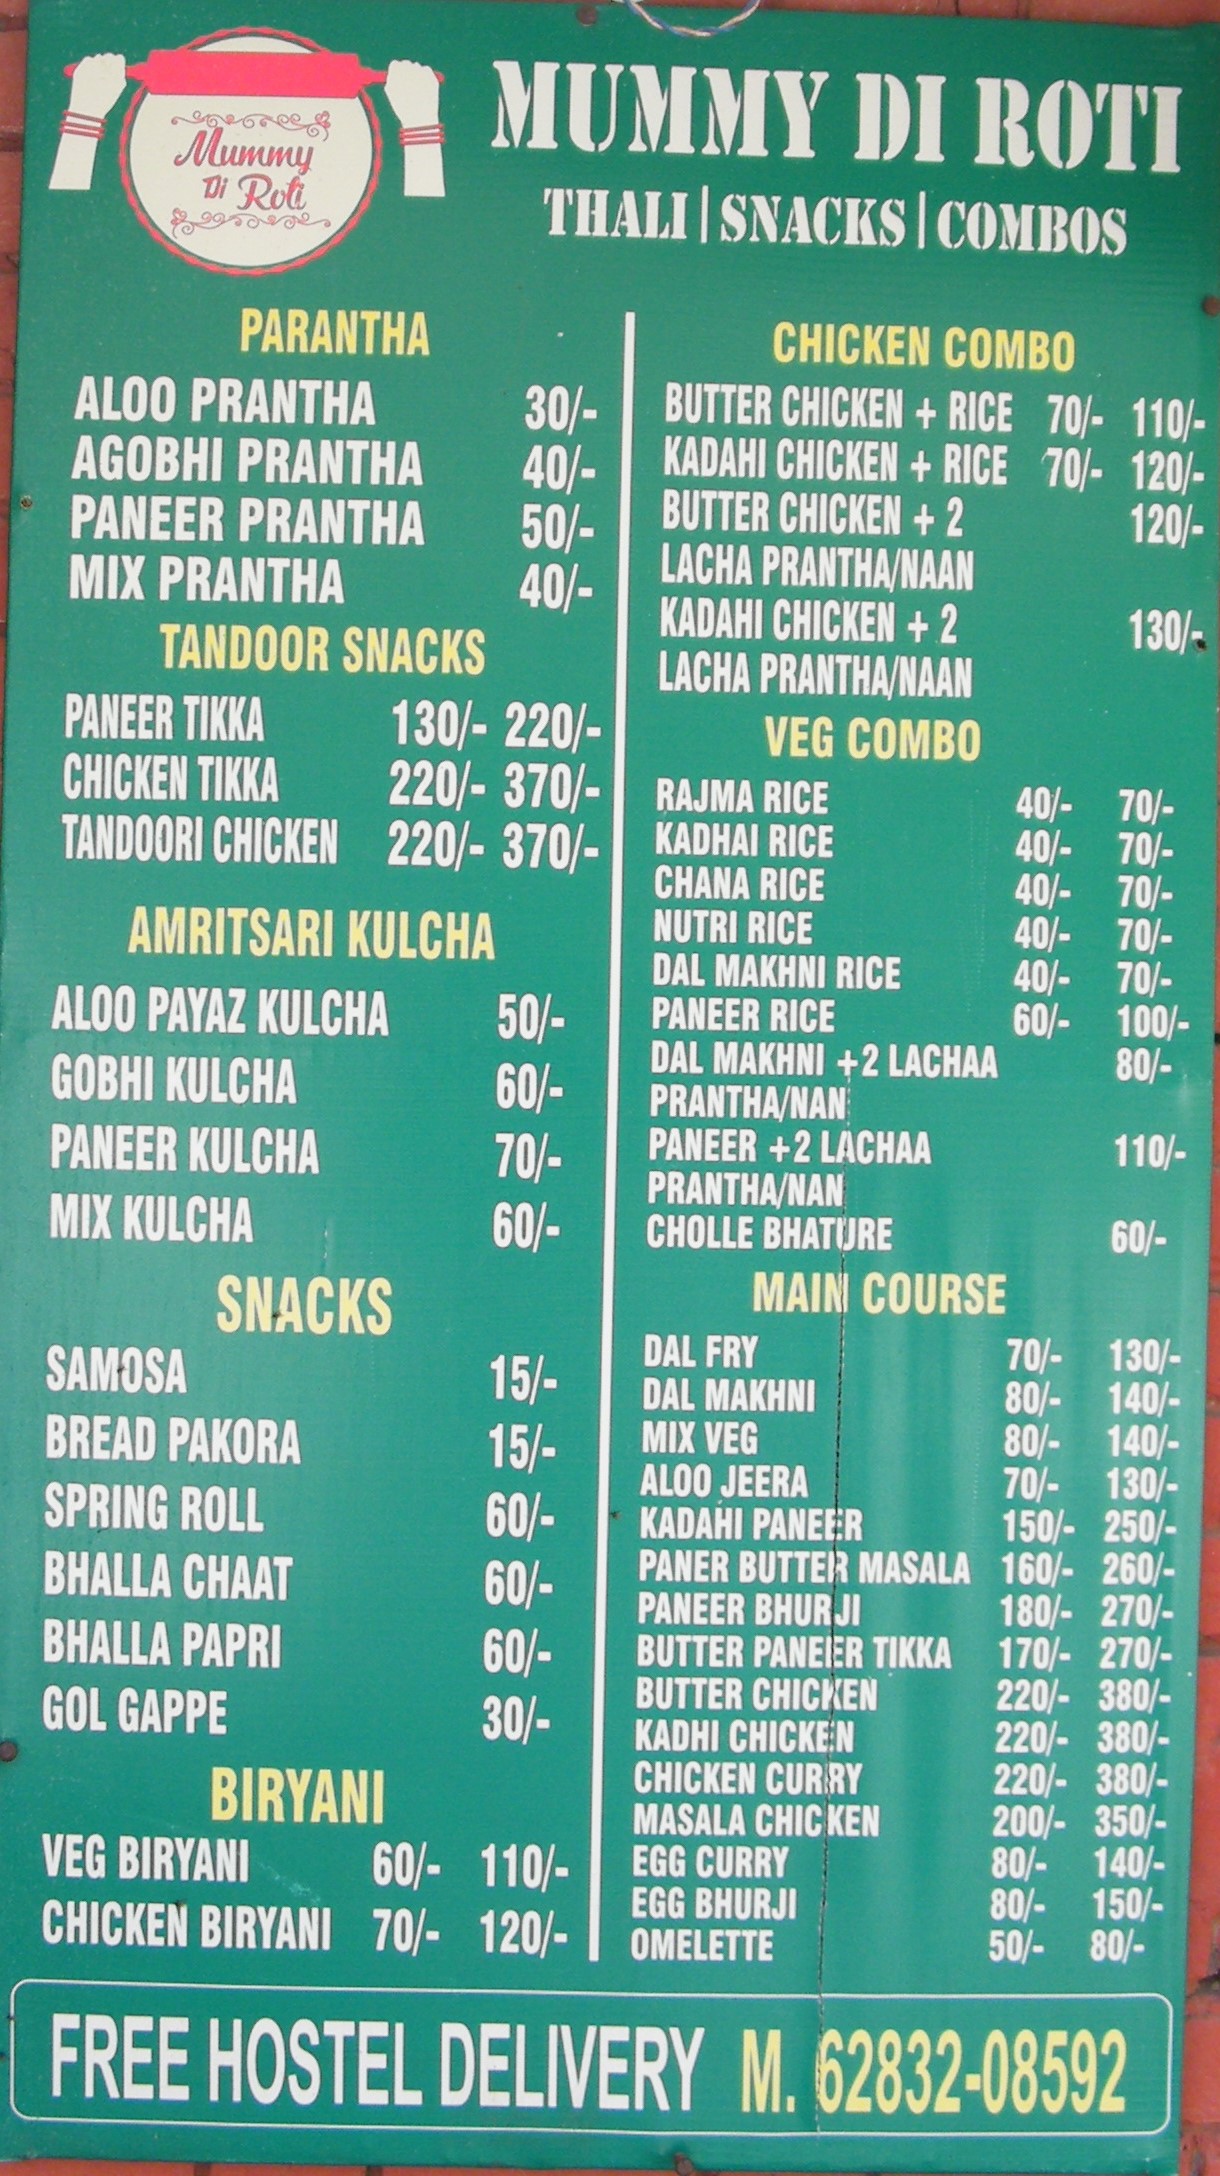 Mummy
Di Roti
MUMMY DI ROTI
THALI | SNACKS | COMBOS
PARANTHA
ALOO PRANTHA 30/-
AGOBHI PRANTHA 40/-
PANEER PRANTHA 50/-
MIX PRANTHA 40/-
TANDOOR SNACKS
PANEER TIKKA 130/- 220/-
CHICKEN TIKKA 220/- 370/-
TANDOORI CHICKEN 220/- 370/-
AMRITSARI KULCHA
ALOO PAYAZ KULCHA 50/-
GOBHI KULCHA 60/-
PANEER KULCHA 70/-
MIX KULCHA 60/-
SNACKS
SAMOSA 15/-
BREAD PAKORA 15/-
SPRING ROLL 60/-
BHALLA CHAAT 60/-
BHALLA PAPRI 60/-
GOL GAPPE 30/-
BIRYANI
VEG BIRYANI 60/- 110/-
CHICKEN BIRYANI 70/- 120/-
CHICKEN COMBO
BUTTER CHICKEN + RICE 70/- 110/-
KADAHI CHICKEN + RICE 70/- 120/-
BUTTER CHICKEN + 2 120/-
LACHA PRANTHA/NAAN
KADAHI CHICKEN + 2 130/-
LACHA PRANTHA/NAAN
VEG COMBO
RAJMA RICE 40/- 70/-
KADHAI RICE 40/- 70/-
CHANA RICE 40/- 70/-
NUTRI RICE 40/- 70/-
DAL MAKHNI RICE 40/- 70/-
PANEER RICE 60/- 100/-
DAL MAKHNI +2 LACHAA 80/-
PRANTHA/NAN
PANEER +2 LACHAA 110/-
PRANTHA/NAN
CHOLLE BHATURE 60/-
MAIN COURSE
DAL FRY 70/- 130/-
DAL MAKHNI 80/- 140/-
MIX VEG 80/- 140/-
ALOO JEERA 70/- 130/-
KADAHI PANEER 150/- 250/-
PANER BUTTER MASALA 160/- 260/-
PANEER BHURJI 180/- 270/-
BUTTER PANEER TIKKA 170/- 270/-
BUTTER CHICKEN 220/- 380/-
KADHI CHICKEN 220/- 380/-
CHICKEN CURRY 220/- 380/-
MASALA CHICKEN 200/- 350/-
EGG CURRY 80/- 140/-
EGG BHURJI 80/- 150/-
OMELETTE 50/- 80/-
FREE HOSTEL DELIVERY M. 62832-08592